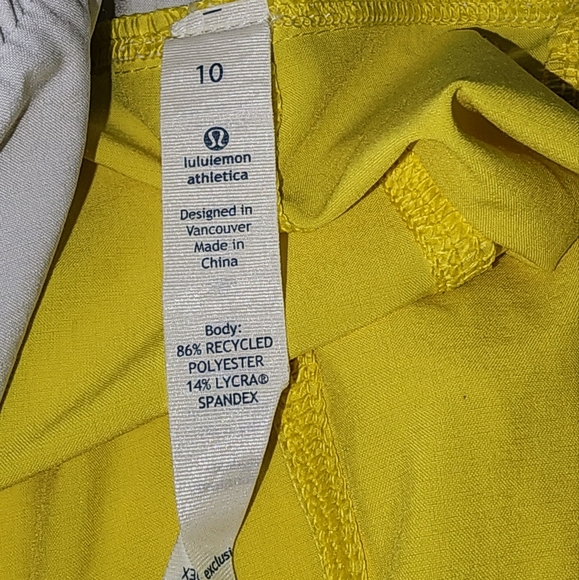 10
lululemon
athletica
Designed in
Vancouver
Made in
China
Body:
86% RECYCLED
POLYESTER
14% LYCRA®
SPANDEX